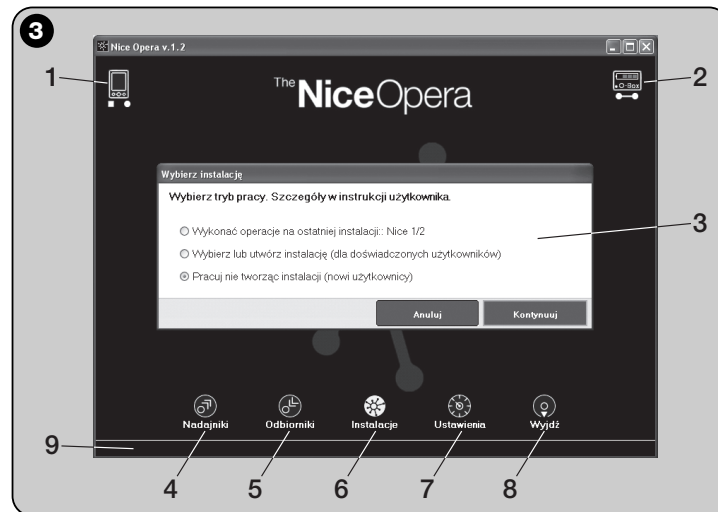 3
Nice Opera v.1.2
1
2
The NiceOpera
O-Box
Wybierz instalację
Wybierz tryb pracy. Szczegóły w instrukcji użytkownika.
Wykonać operacje na ostatniej instalacji:: Nice 1/2
3
Wybierz lub utwórz instalację (dla doświadczonych użytkowników)
Pracuj nie tworząc instalacji (nowi użytkownicy)
Anuluj Kontynuuj
Nadajniki Odbiorniki Instalacje Ustawienia Wyjdź
9
4 5 6 7 8